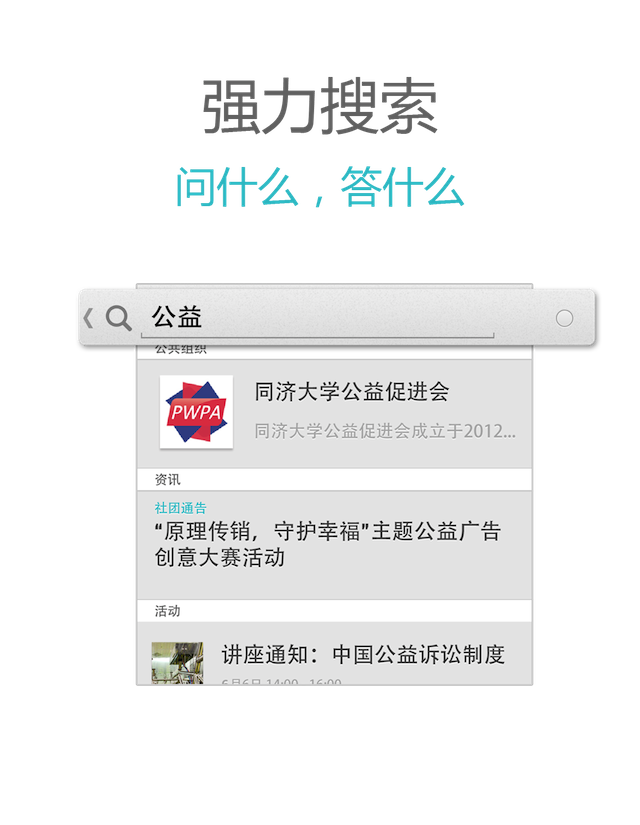 强力搜索
问什么，答什么
公益
公共组织
PWPA
同济大学公益促进会
同济大学公益促进会成立于2012...
资讯
社团通告
“原理传销，守护幸福”主题公益广告
创意大赛活动
活动
讲座通知：中国公益诉讼制度
6月6日 14:00 - 16:00